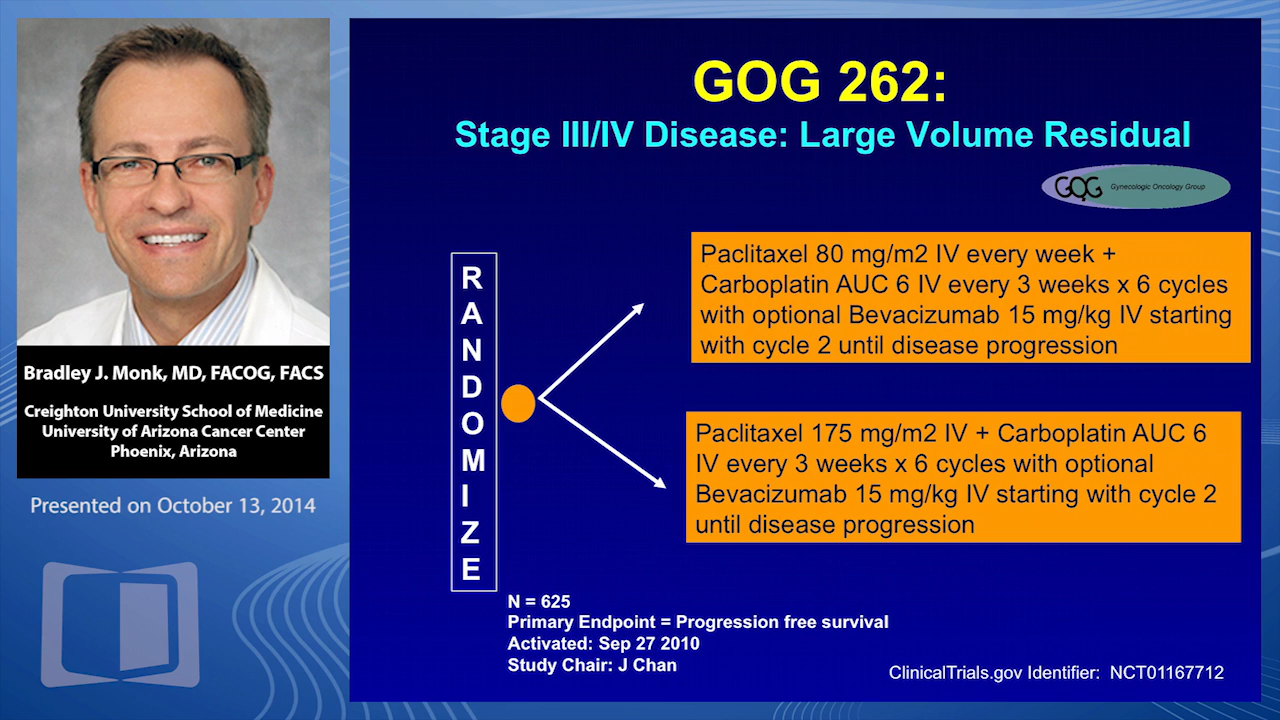 Bradley J. Monk, MD, FACOG, FACS
Creighton University School of Medicine
University of Arizona Cancer Center
Phoenix, Arizona
Presented on October 13, 2014
GOG 262:
Stage III/IV Disease: Large Volume Residual
GOG Gynecologic Oncology Group
RANDOMIZE
Paclitaxel 80 mg/m2 IV every week +
Carboplatin AUC 6 IV every 3 weeks x 6 cycles
with optional Bevacizumab 15 mg/kg IV starting
with cycle 2 until disease progression
Paclitaxel 175 mg/m2 IV + Carboplatin AUC 6
IV every 3 weeks x 6 cycles with optional
Bevacizumab 15 mg/kg IV starting with cycle 2
until disease progression
N = 625
Primary Endpoint = Progression free survival
Activated: Sep 27 2010
Study Chair: J Chan
ClinicalTrials.gov Identifier: NCT01167712